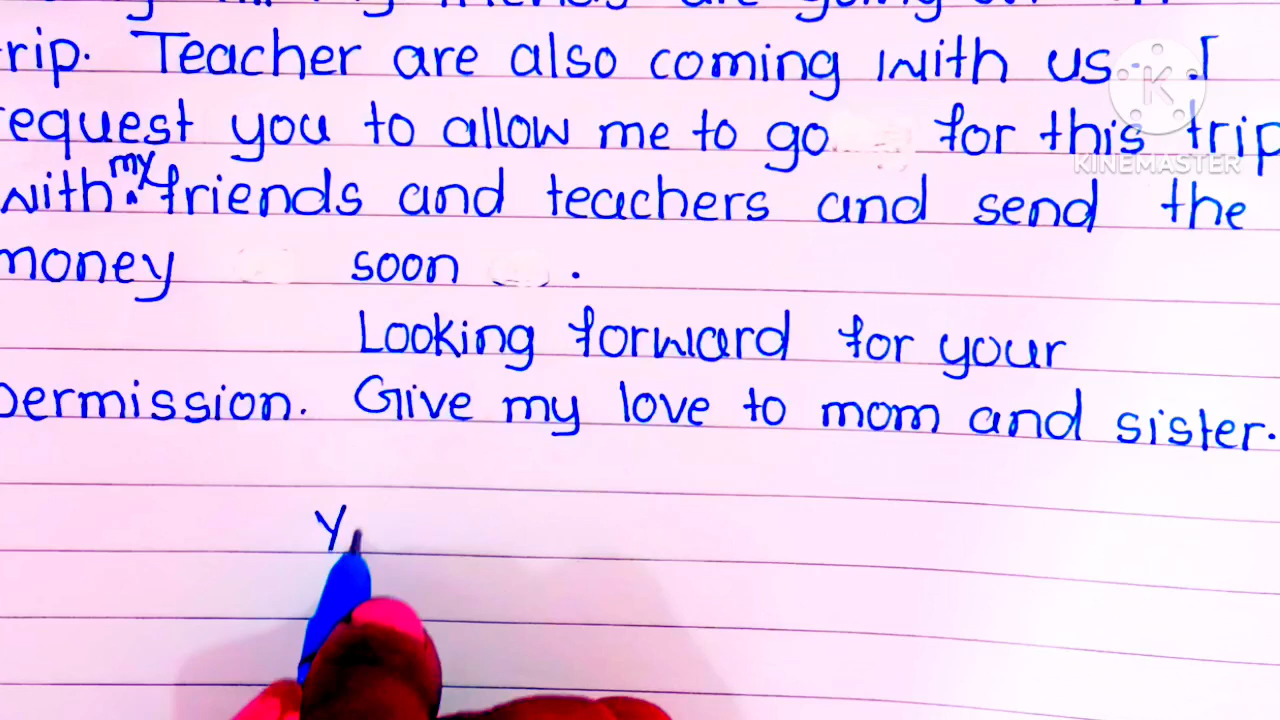 rip. Teacher are also coming with us. I
request you to allow me to go for this trip
with my friends and teachers and send the
money soon .
Looking forward for your
permission. Give my love to mom and sister.
Y
K
KINEMASTER